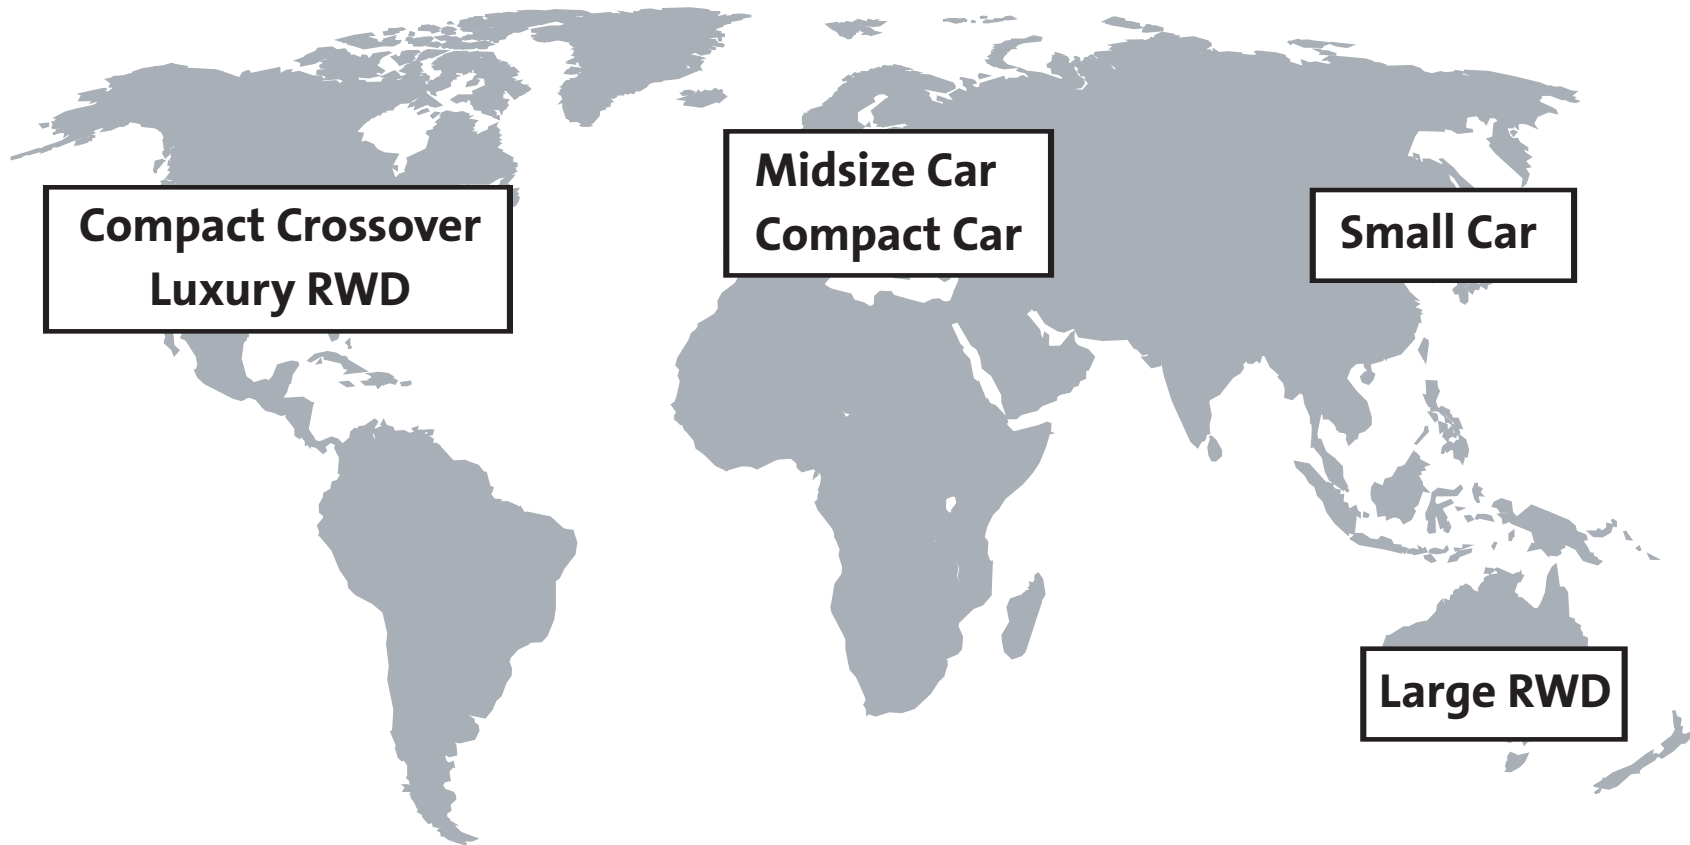 Compact Crossover
Luxury RWD
Midsize Car
Compact Car
Small Car
Large RWD